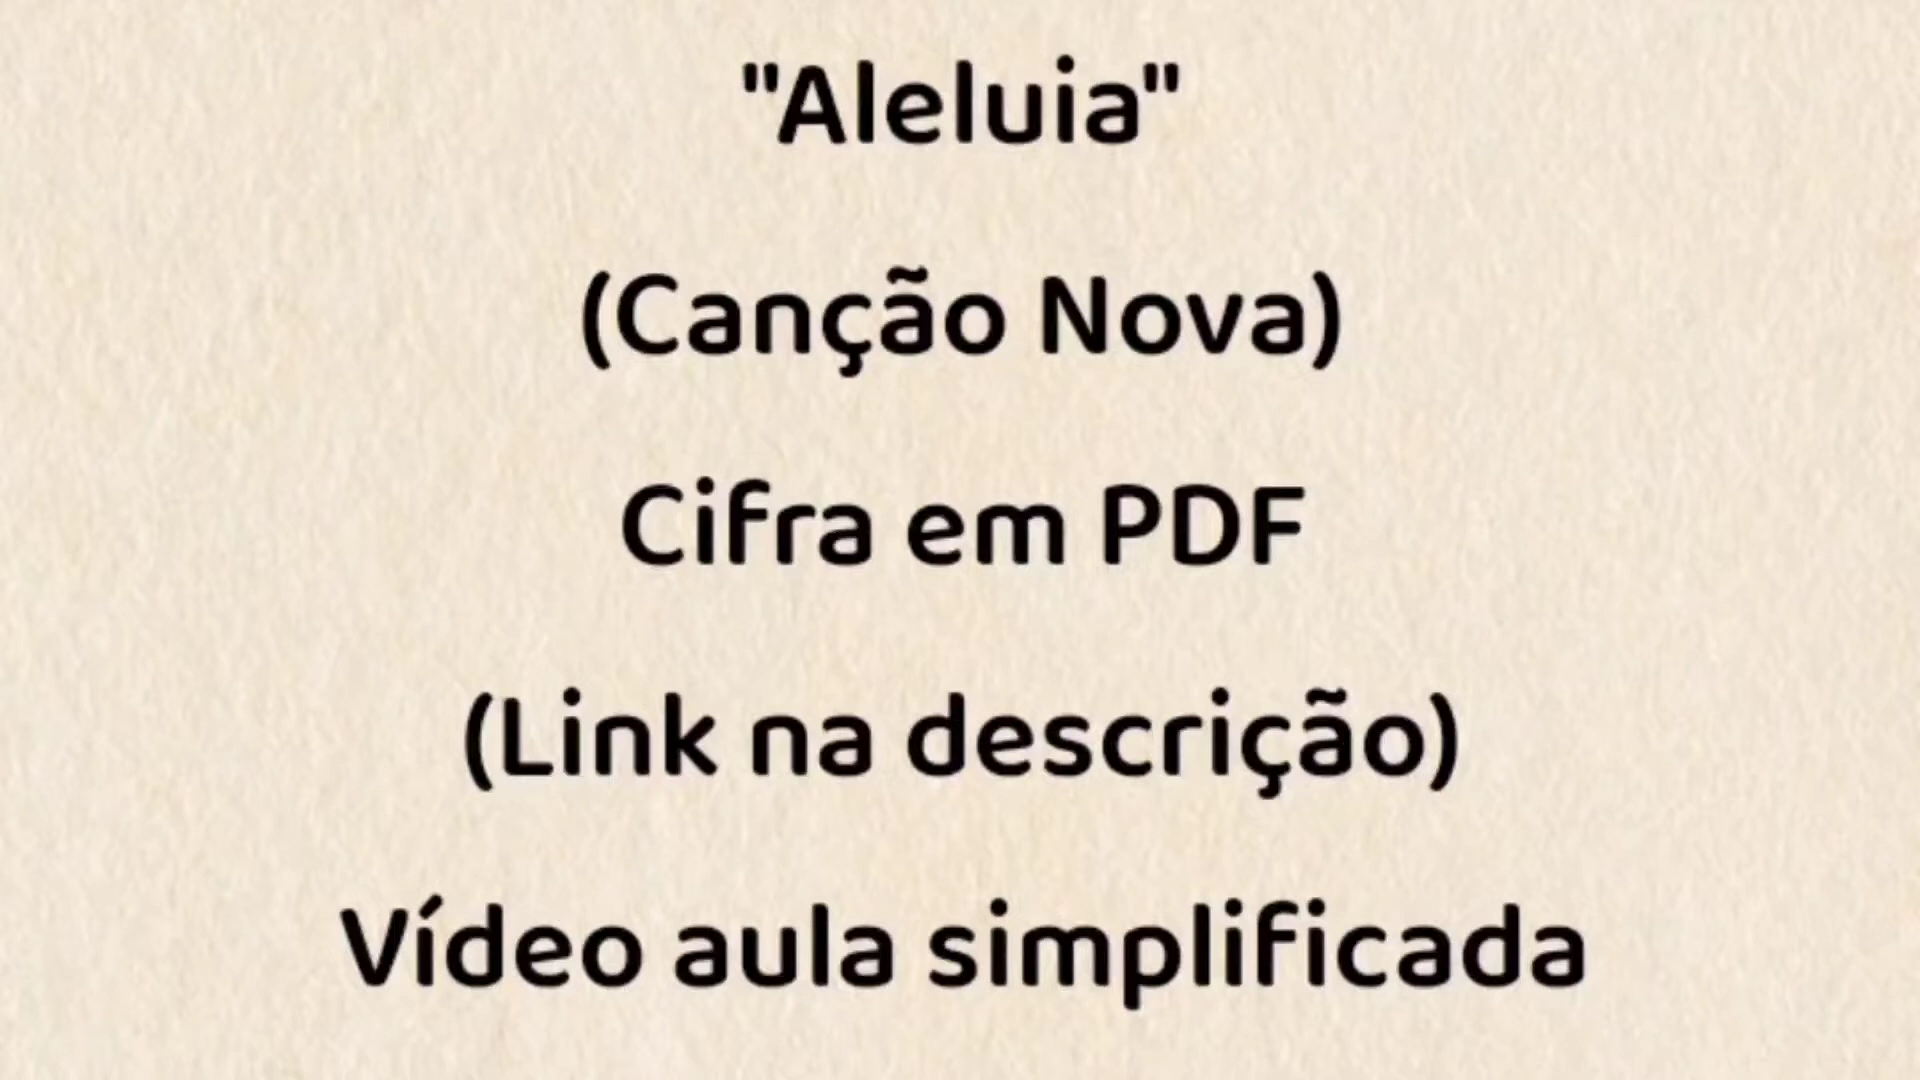 "Aleluia"
(Canção Nova)
Cifra em PDF
(Link na descrição)
Vídeo aula simplificada